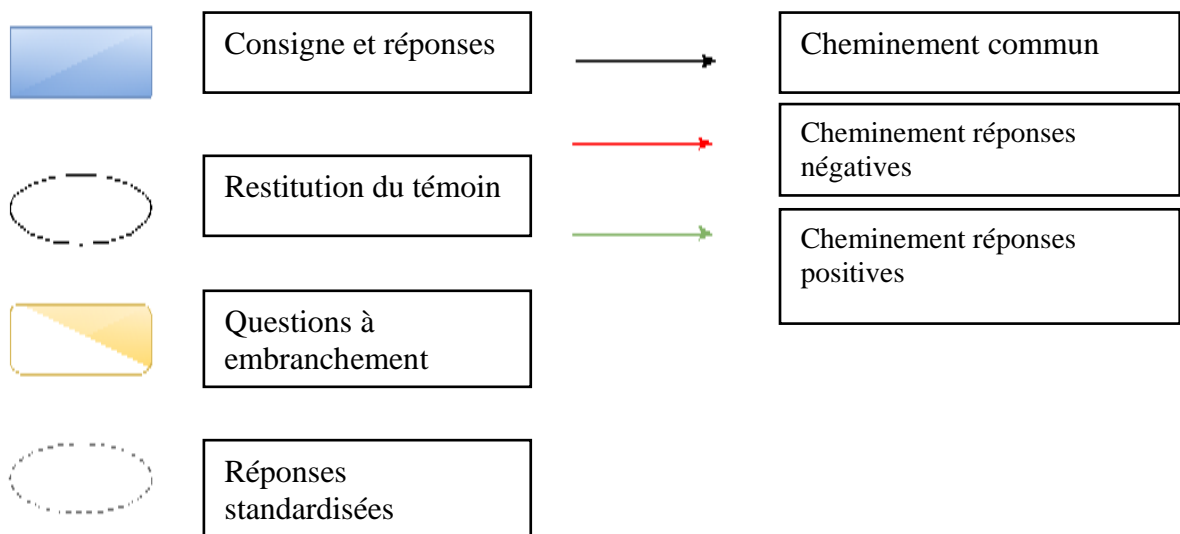 Consigne et réponses
Cheminement commun
Cheminement réponses
négatives
Restitution du témoin
Cheminement réponses
positives
Questions à
embranchement
Réponses
standardisées